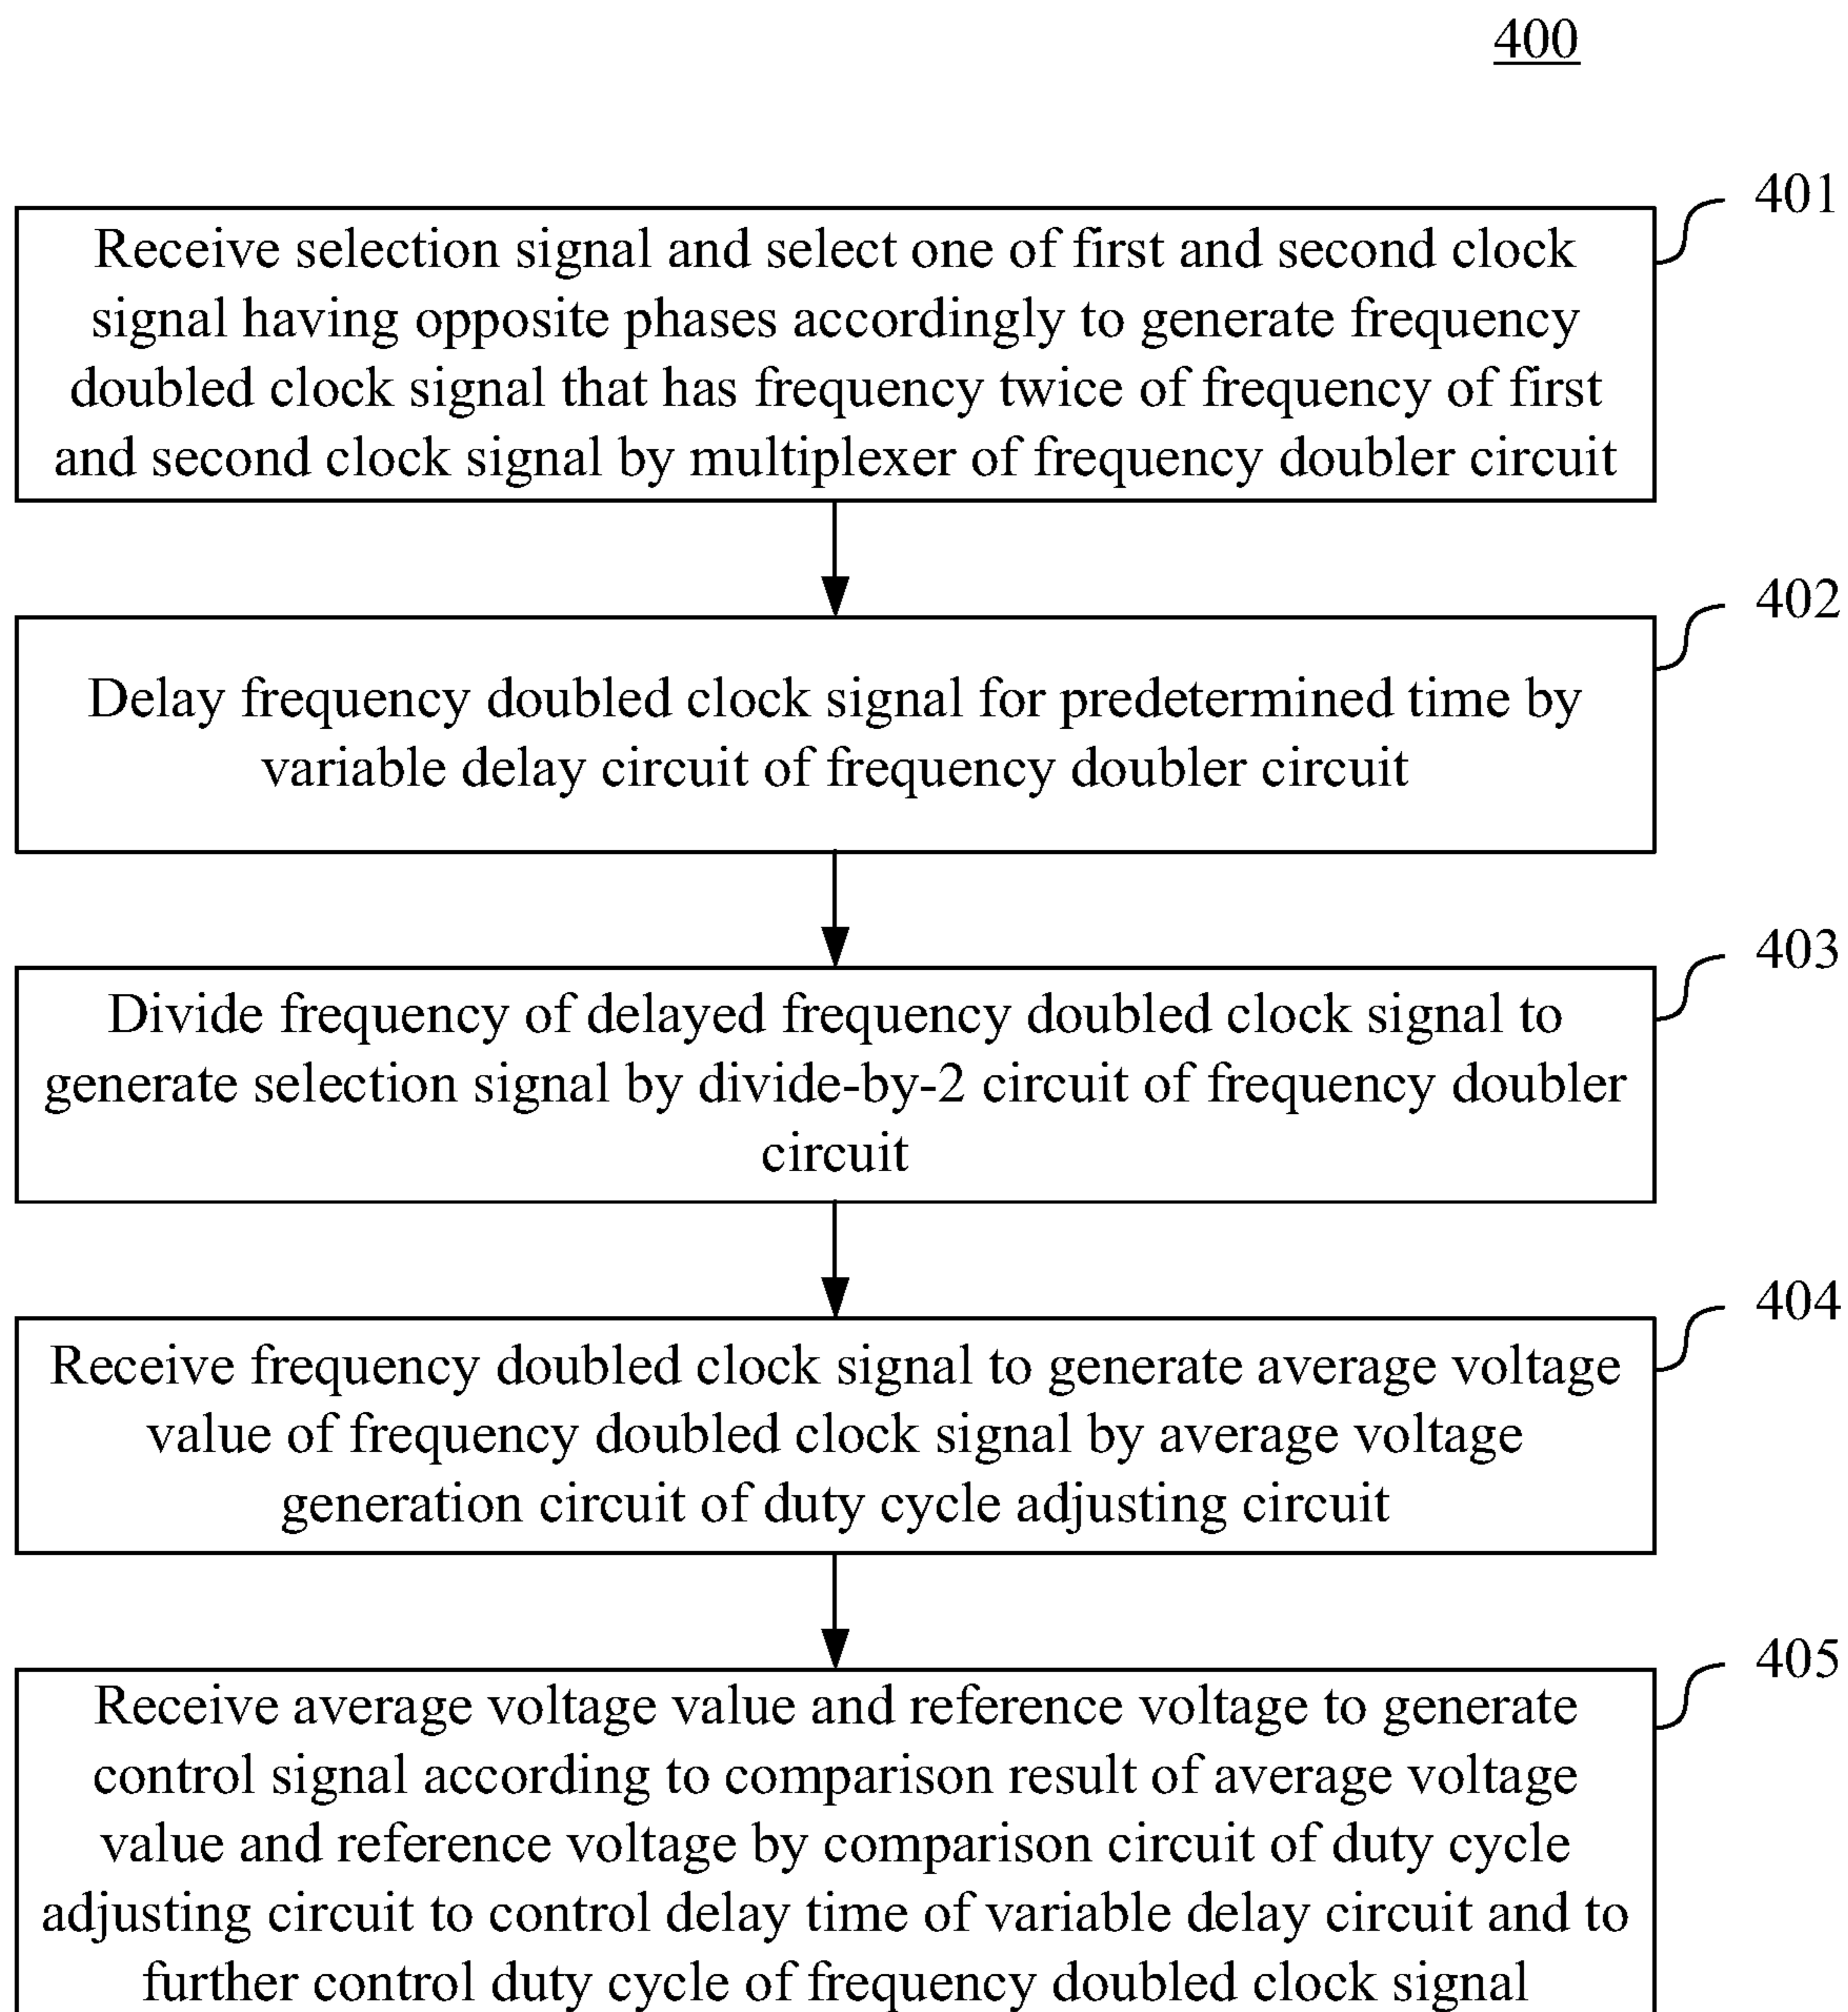 400
401
Receive selection signal and select one of first and second clock
signal having opposite phases accordingly to generate frequency
doubled clock signal that has frequency twice of frequency of first
and second clock signal by multiplexer of frequency doubler circuit
402
Delay frequency doubled clock signal for predetermined time by
variable delay circuit of frequency doubler circuit
403
Divide frequency of delayed frequency doubled clock signal to
generate selection signal by divide-by-2 circuit of frequency doubler
circuit
404
Receive frequency doubled clock signal to generate average voltage
value of frequency doubled clock signal by average voltage
generation circuit of duty cycle adjusting circuit
405
Receive average voltage value and reference voltage to generate
control signal according to comparison result of average voltage
value and reference voltage by comparison circuit of duty cycle
adjusting circuit to control delay time of variable delay circuit and to
further control duty cycle of frequency doubled clock signal